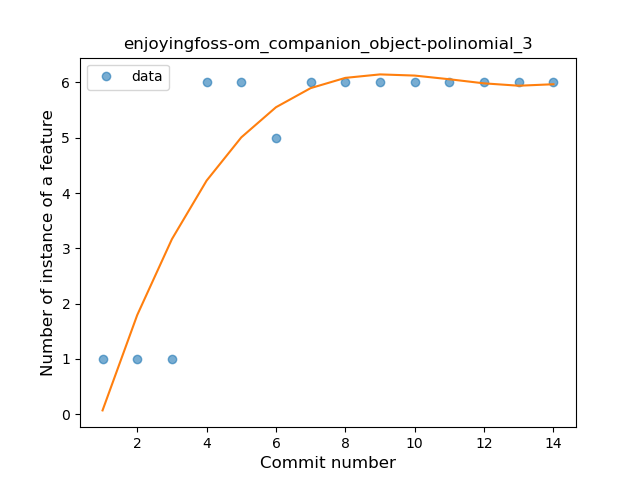 enjoyingfoss-om_companion_object-polinomial_3
data
Number of instance of a feature
6
5
4
3
2
1
0
2 4 6 8 10 12 14
Commit number